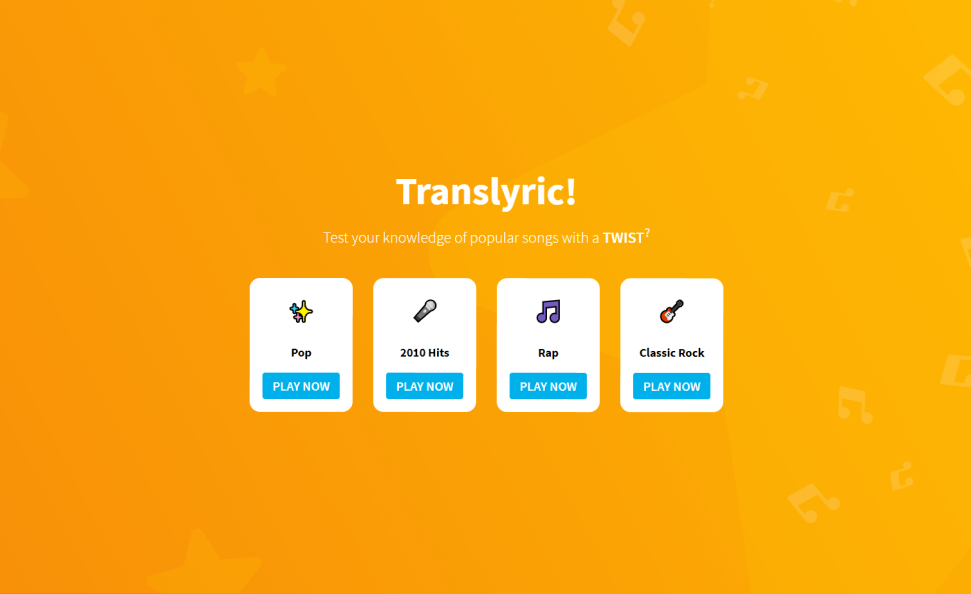 Translyric!
Test your knowledge of popular songs with a TWIST?
Pop
2010 Hits
Rap
Classic Rock
PLAY NOW
PLAY NOW
PLAY NOW
PLAY NOW